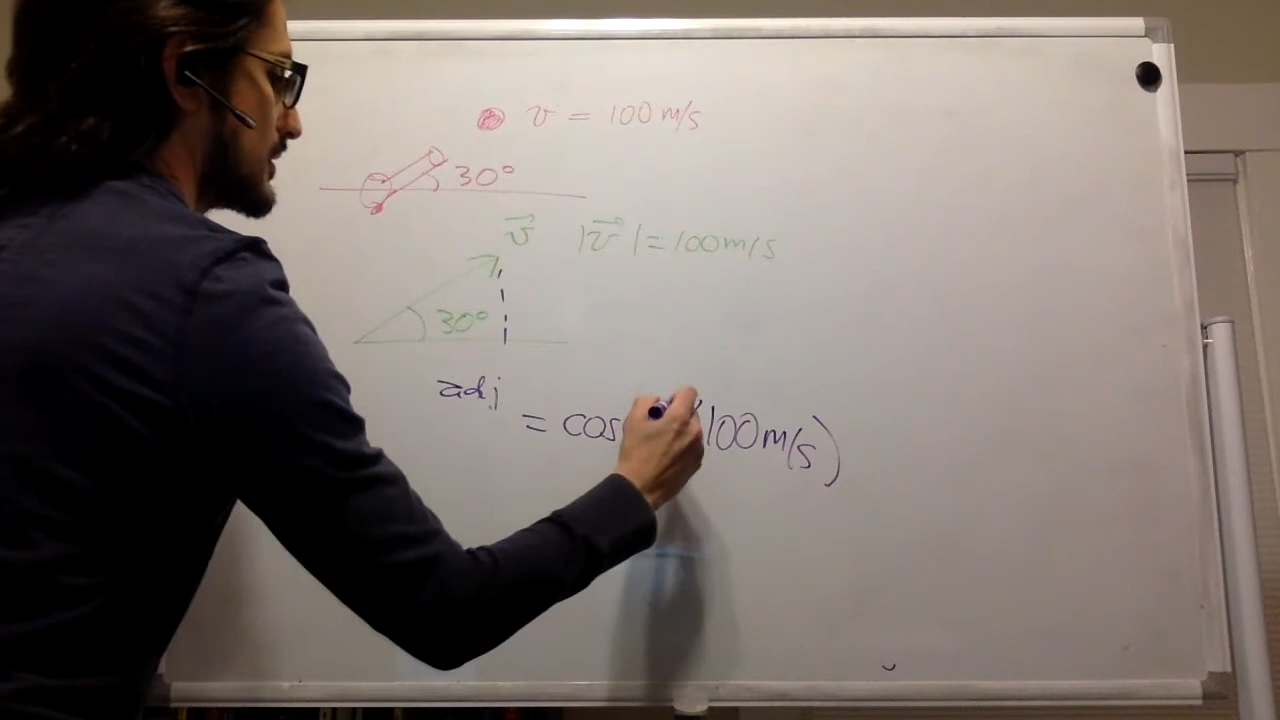 v = 100 m/s
30°
v⃗ |v⃗| = 100 m/s
30°
adj
= cos (100 m/s)